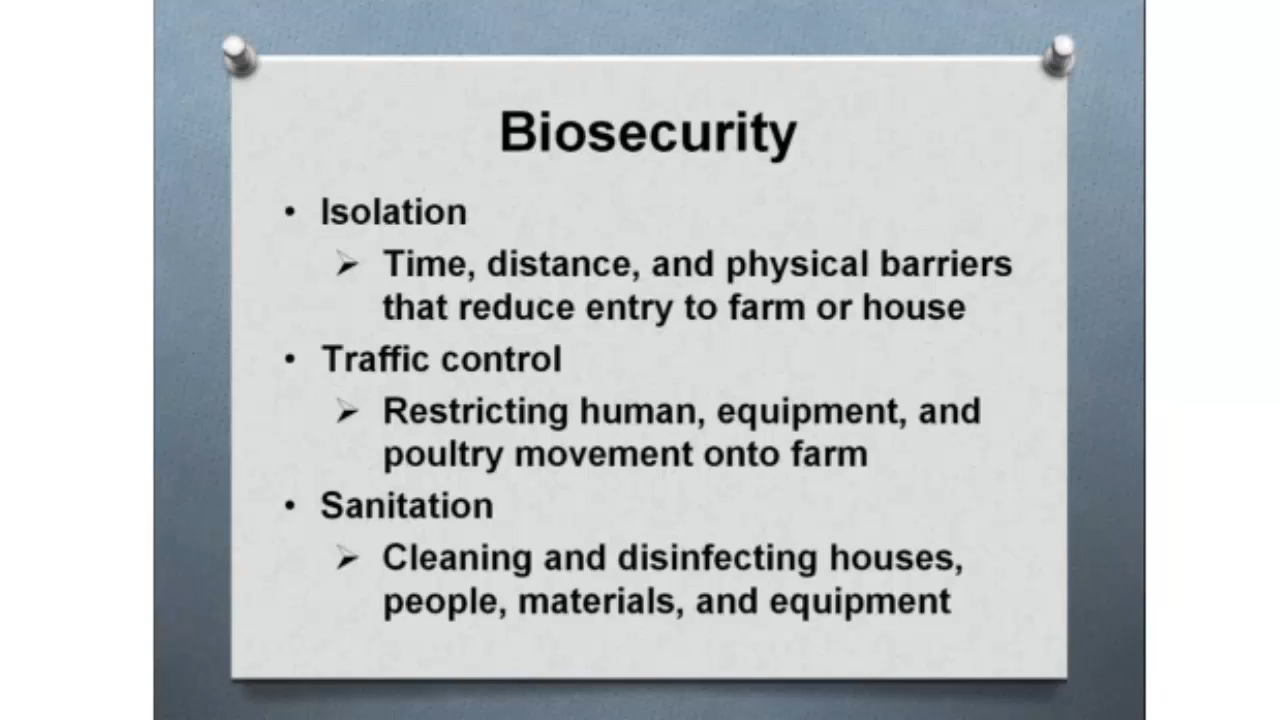 Biosecurity
• Isolation
➢ Time, distance, and physical barriers
that reduce entry to farm or house
• Traffic control
➢ Restricting human, equipment, and
poultry movement onto farm
• Sanitation
➢ Cleaning and disinfecting houses,
people, materials, and equipment